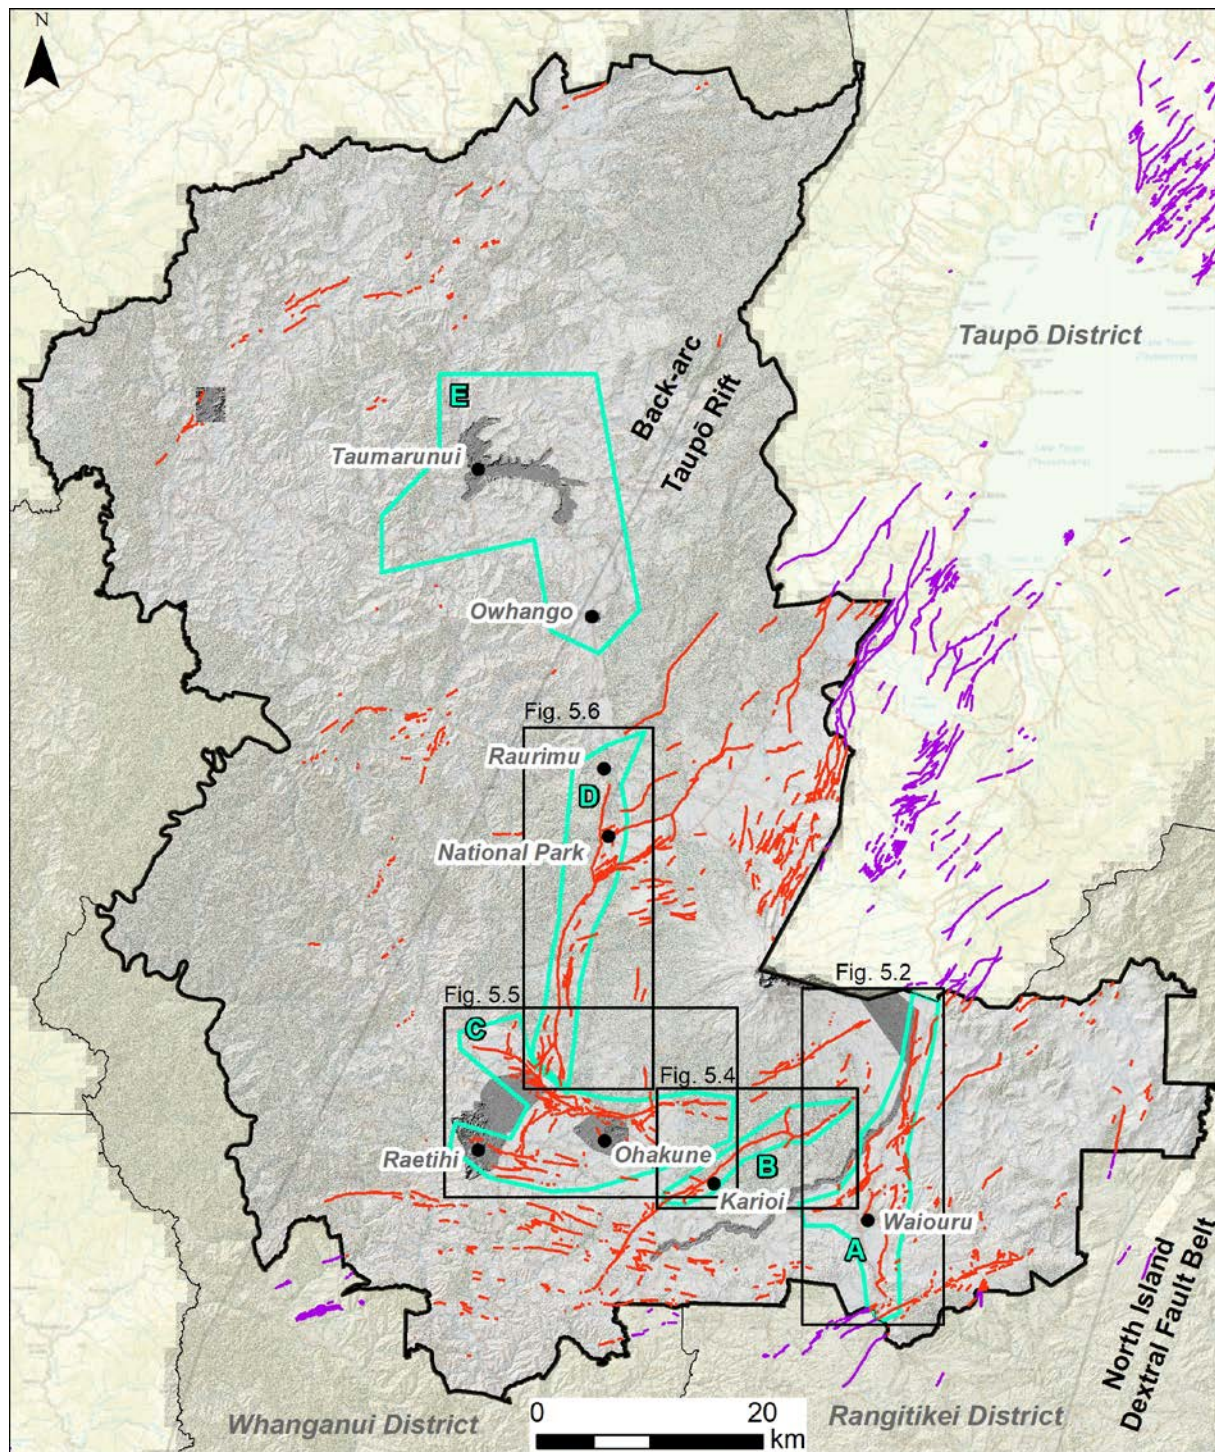 N
Taupō District
Back-arc
Taupō Rift
E
Taumarunui
Owhango
Fig. 5.6
Raurimu
D
National Park
Fig. 5.2
Fig. 5.5
C
Fig. 5.4
Raetihi
Ohakune
B
Karioi
Waiouru
A
North Island
Dextral Fault Belt
0 20
km
Whanganui District
Rangitikei District